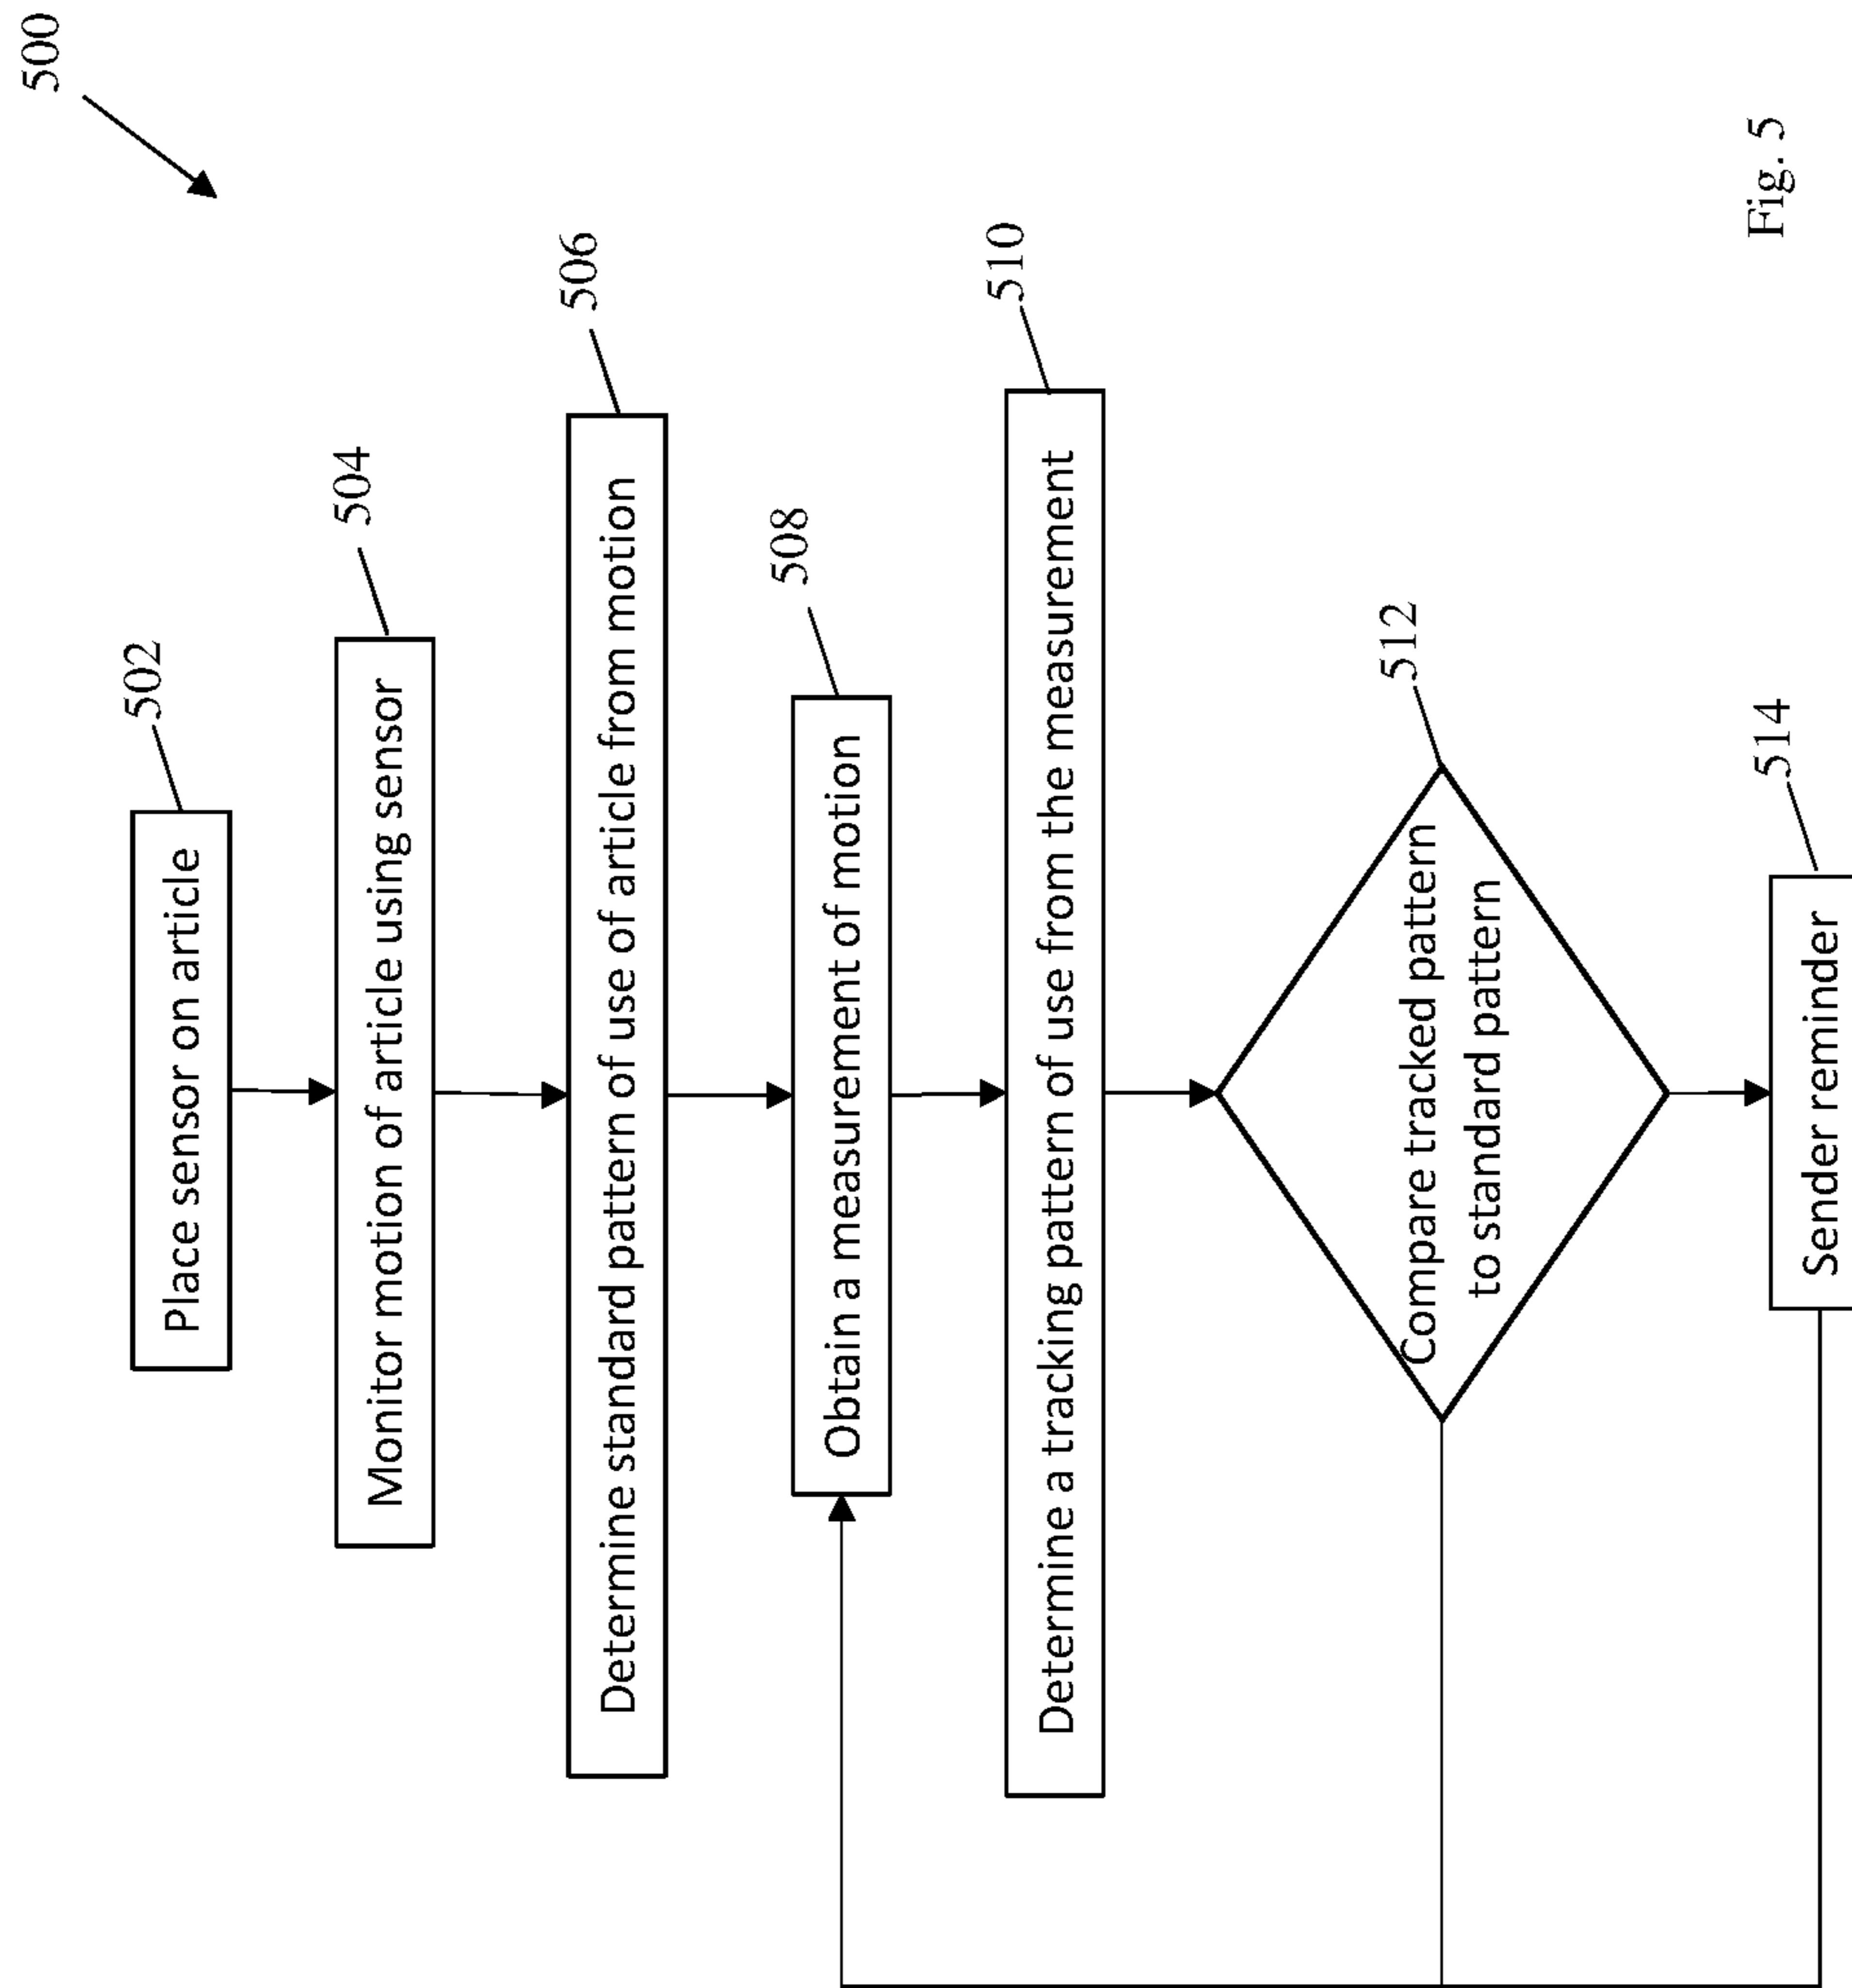 500
502
Place sensor on article
504
Monitor motion of article using sensor
506
Determine standard pattern of use of article from motion
508
Obtain a measurement of motion
510
Determine a tracking pattern of use from the measurement
512
Compare tracked pattern
to standard pattern
514
Sender reminder
Fig. 5